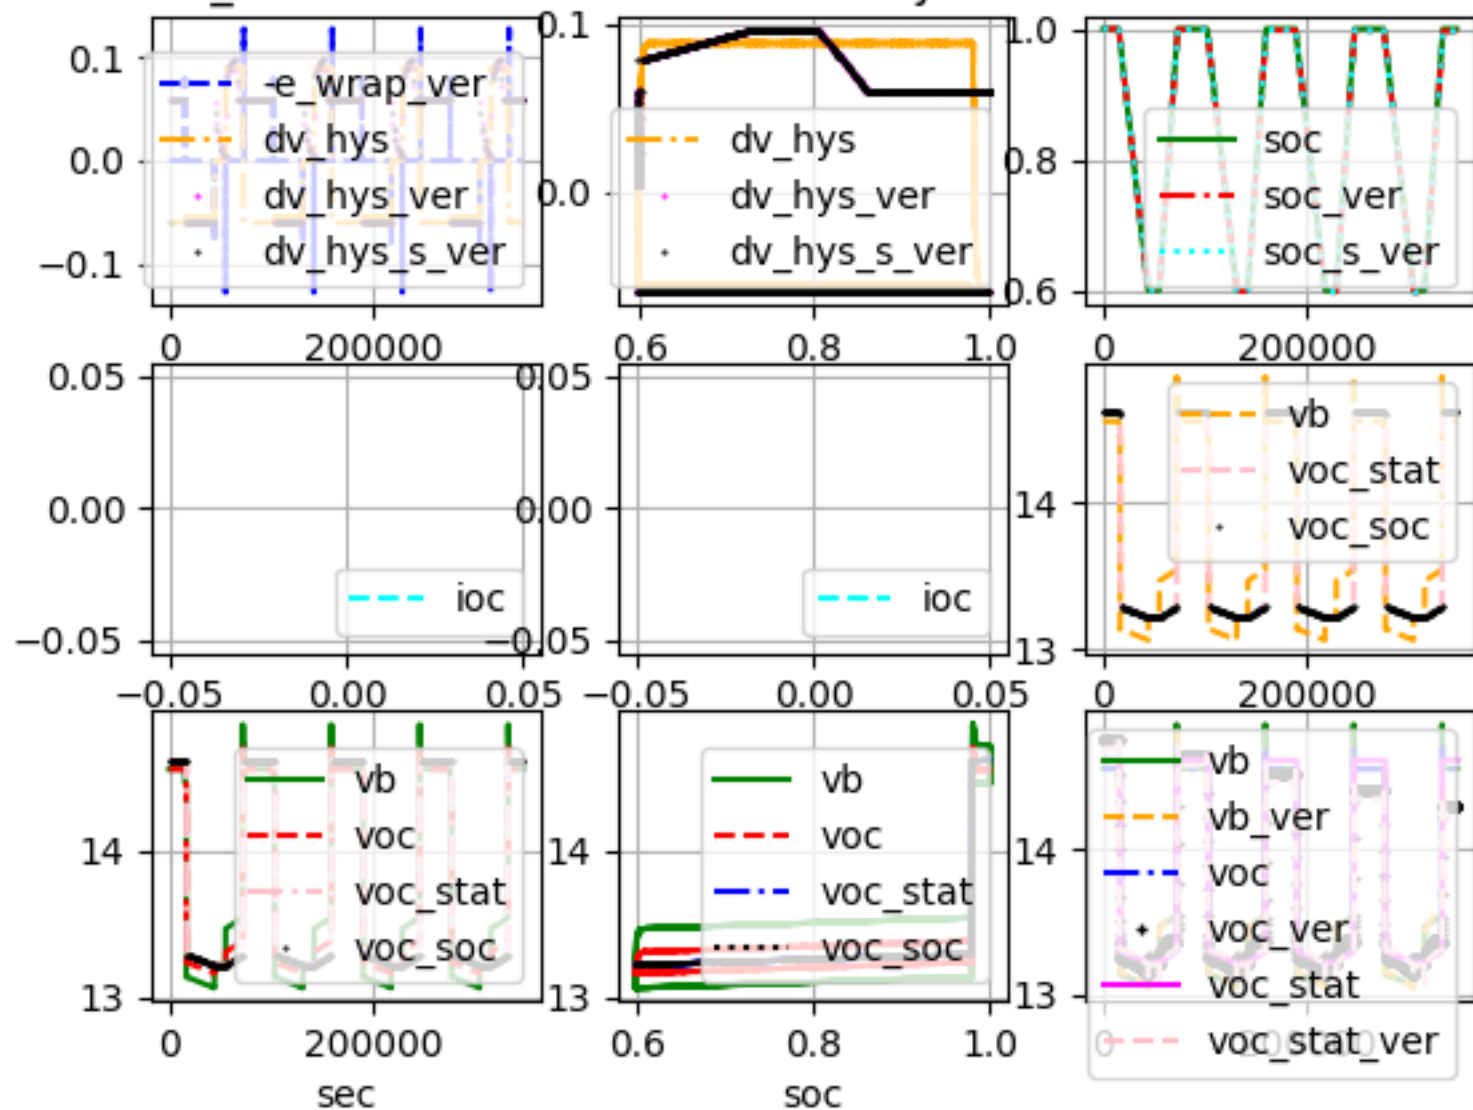 0.1
0.0
−0.1
-e_wrap_ver
dv_hys
dv_hys_ver
dv_hys_s_ver
0
200000
0.1
0.0
dv_hys
dv_hys_ver
dv_hys_s_ver
0.6
0.8
1.0
1.0
0.8
0.6
soc
soc_ver
soc_s_ver
0
200000
0.05
0.00
−0.05
ioc
−0.05
0.00
0.05
0.05
0.00
−0.05
ioc
−0.05
0.00
0.05
14
13
vb
voc_stat
voc_soc
0
200000
14
13
vb
voc
voc_stat
voc_soc
0
200000
sec
14
13
vb
voc
voc_stat
voc_soc
0.6
0.8
1.0
soc
14
13
vb
vb_ver
voc
voc_ver
voc_stat
voc_stat_ver
0
200000